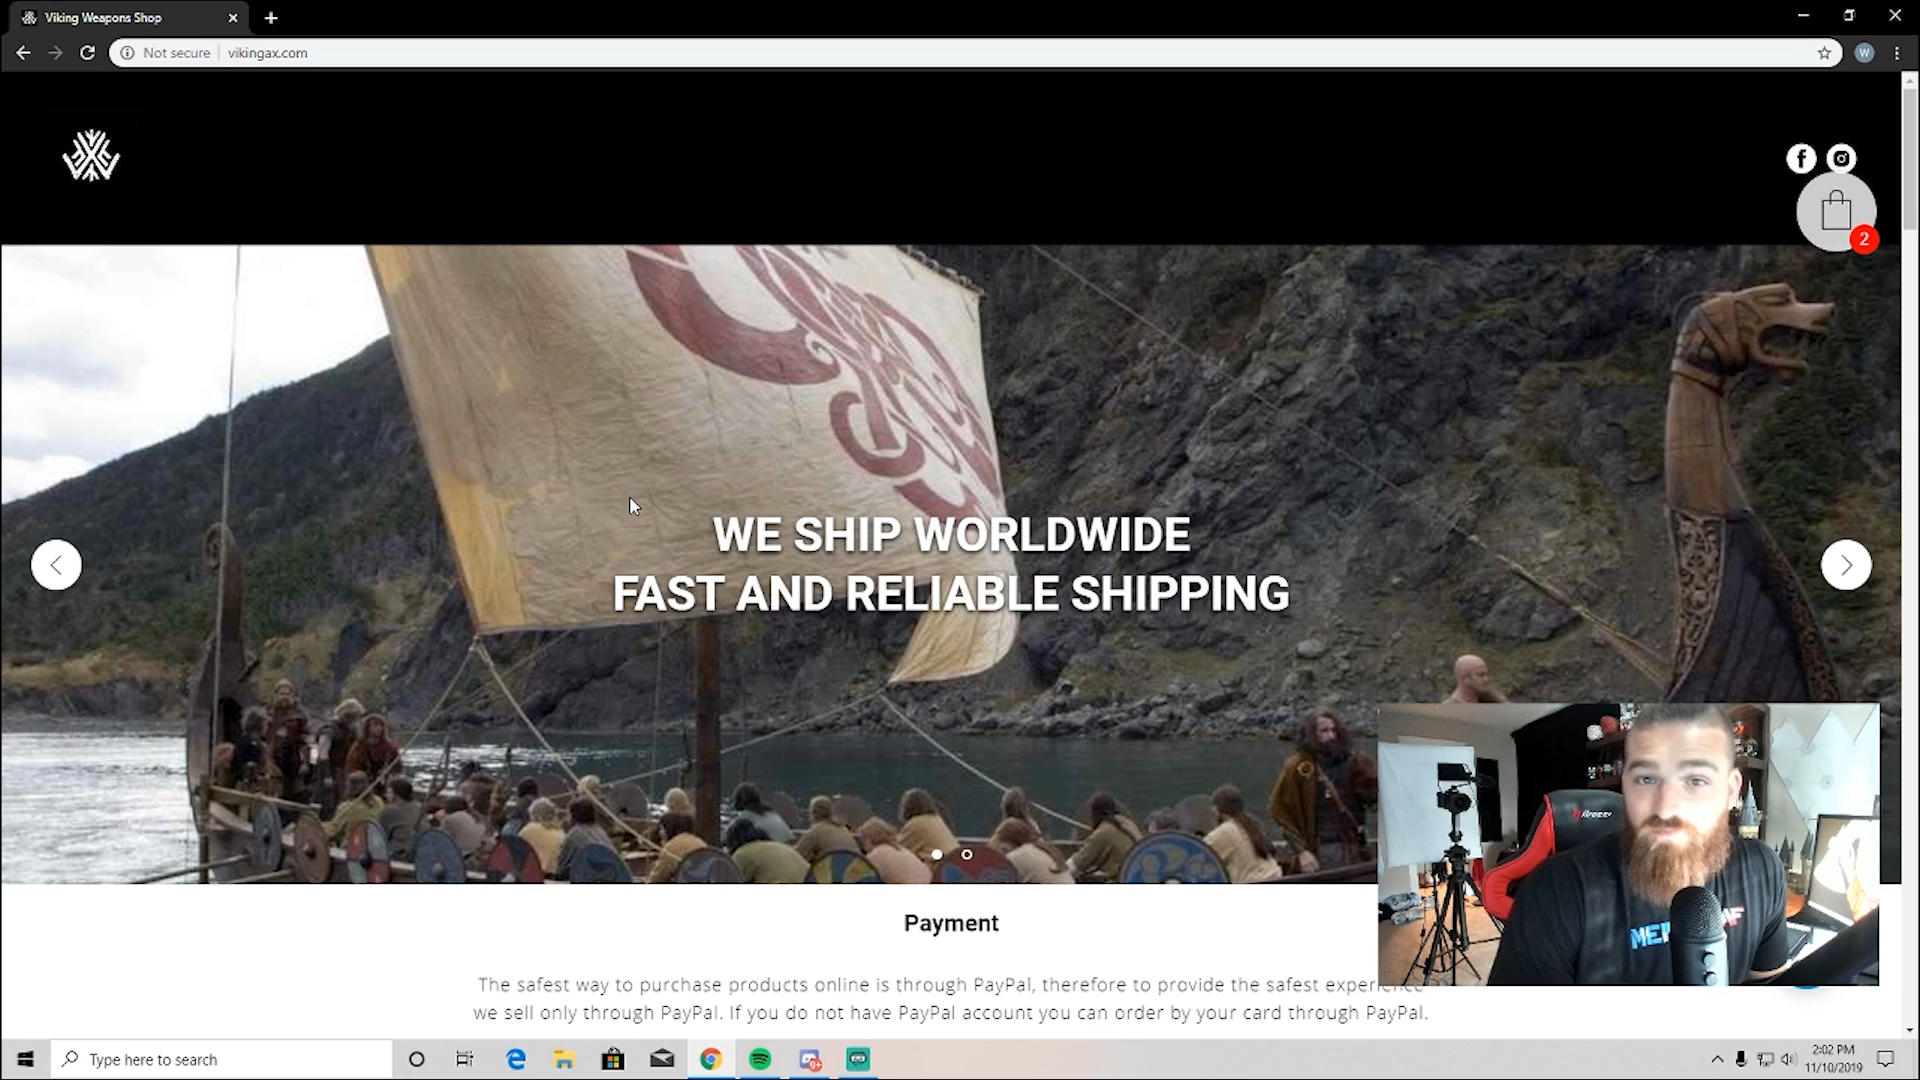 Viking Weapons Shop
Not secure
vikingax.com
W
2
WE SHIP WORLDWIDE
FAST AND RELIABLE SHIPPING
Payment
The safest way to purchase products online is through PayPal, therefore to provide the safest experience
we sell only through PayPal. If you do not have PayPal account you can order by your card through PayPal.
Type here to search
2:02 PM
11/10/2019